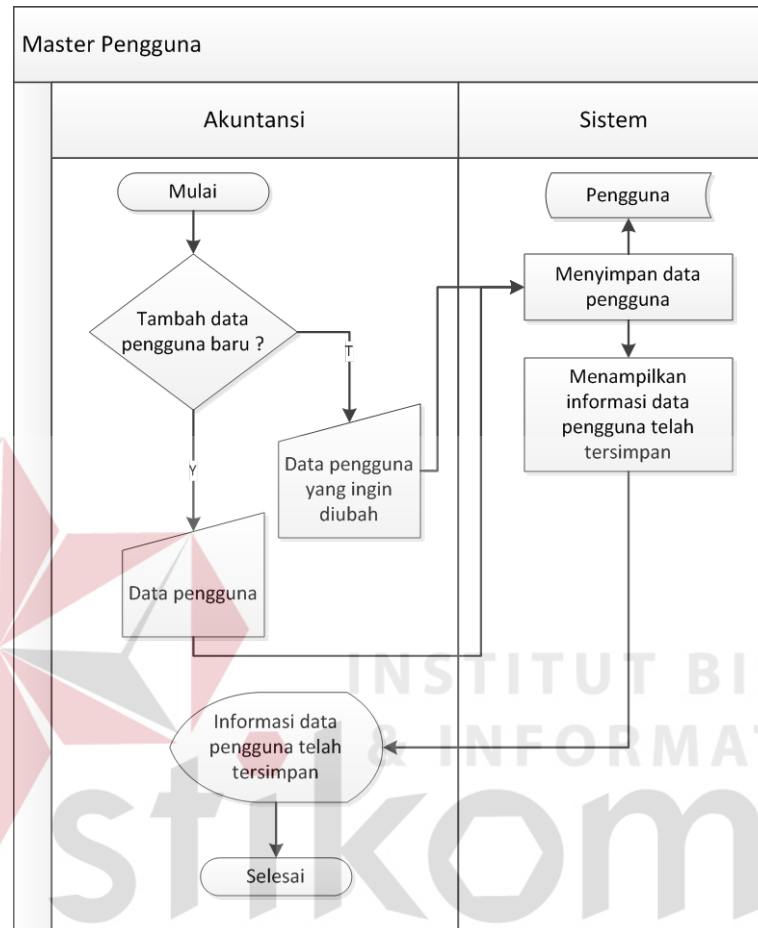 Master Pengguna
Akuntansi
Sistem
Mulai
Pengguna
Tambah data
pengguna baru ?
T
Y
Menyimpan data
pengguna
Menampilkan
informasi data
pengguna telah
tersimpan
Data pengguna
yang ingin
diubah
Data pengguna
Informasi data
pengguna telah
tersimpan
Selesai
INSTITUT BI
& INFORMAT
stikom